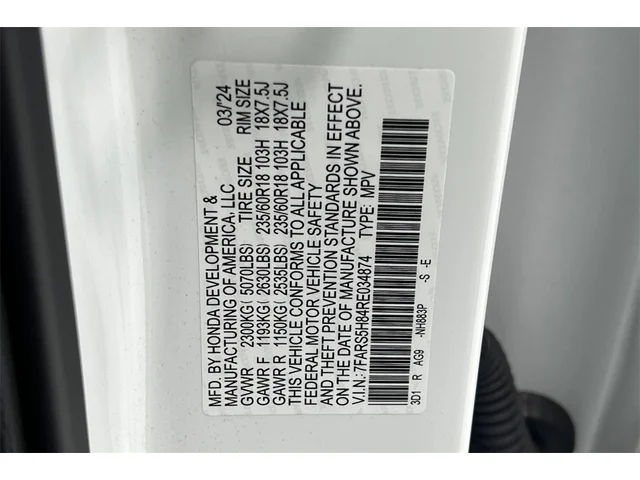 MFD. BY HONDA DEVELOPMENT & 03/'24
MANUFACTURING OF AMERICA, LLC
GVWR 2300KG( 5070LBS) TIRE SIZE RIM SIZE
GAWR F 1193KG( 2630LBS) 235/60R18 103H 18X7.5J
GAWR R 1150KG( 2535LBS) 235/60R18 103H 18X7.5J
THIS VEHICLE CONFORMS TO ALL APPLICABLE
FEDERAL MOTOR VEHICLE SAFETY
AND THEFT PREVENTION STANDARDS IN EFFECT
ON THE DATE OF MANUFACTURE SHOWN ABOVE.
V.I.N.: 7FARS5H84RE034874 TYPE: MPV
3D1 R AG9 -NH883P -S -E